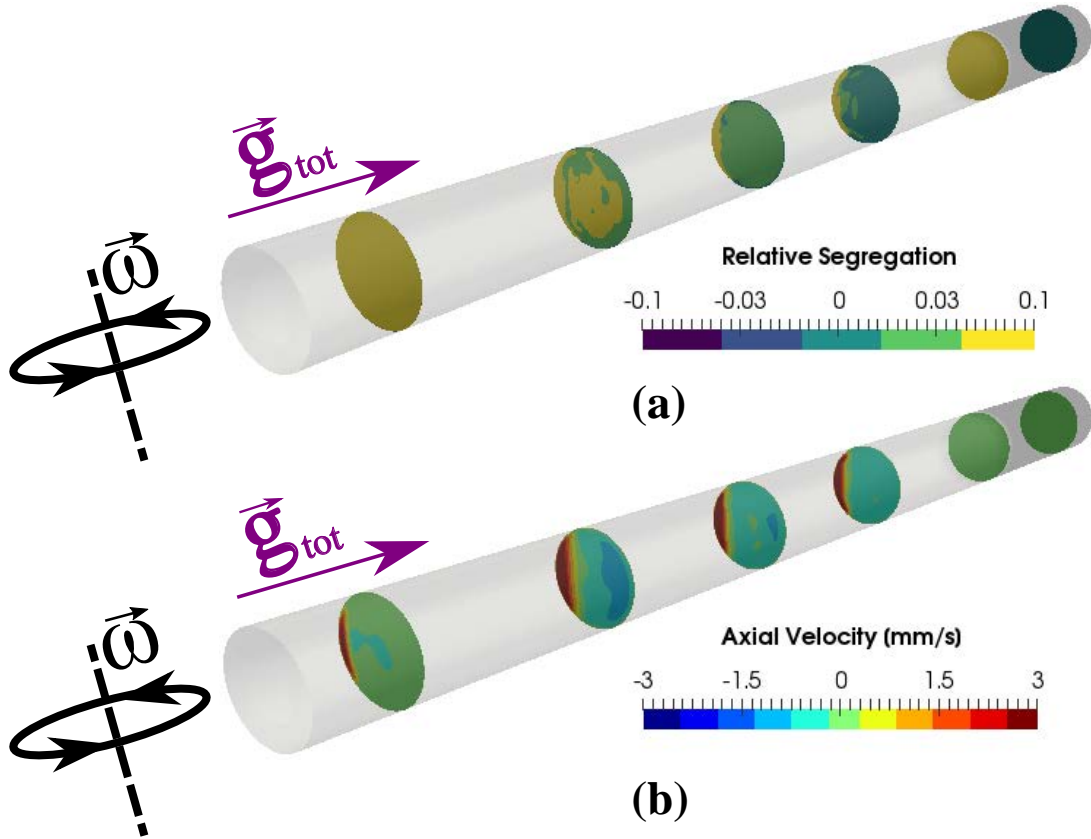 g tot
ω
Relative Segregation
-0.1 -0.03 0 0.03 0.1
(a)
g tot
ω
Axial Velocity (mm/s)
-3 -1.5 0 1.5 3
(b)